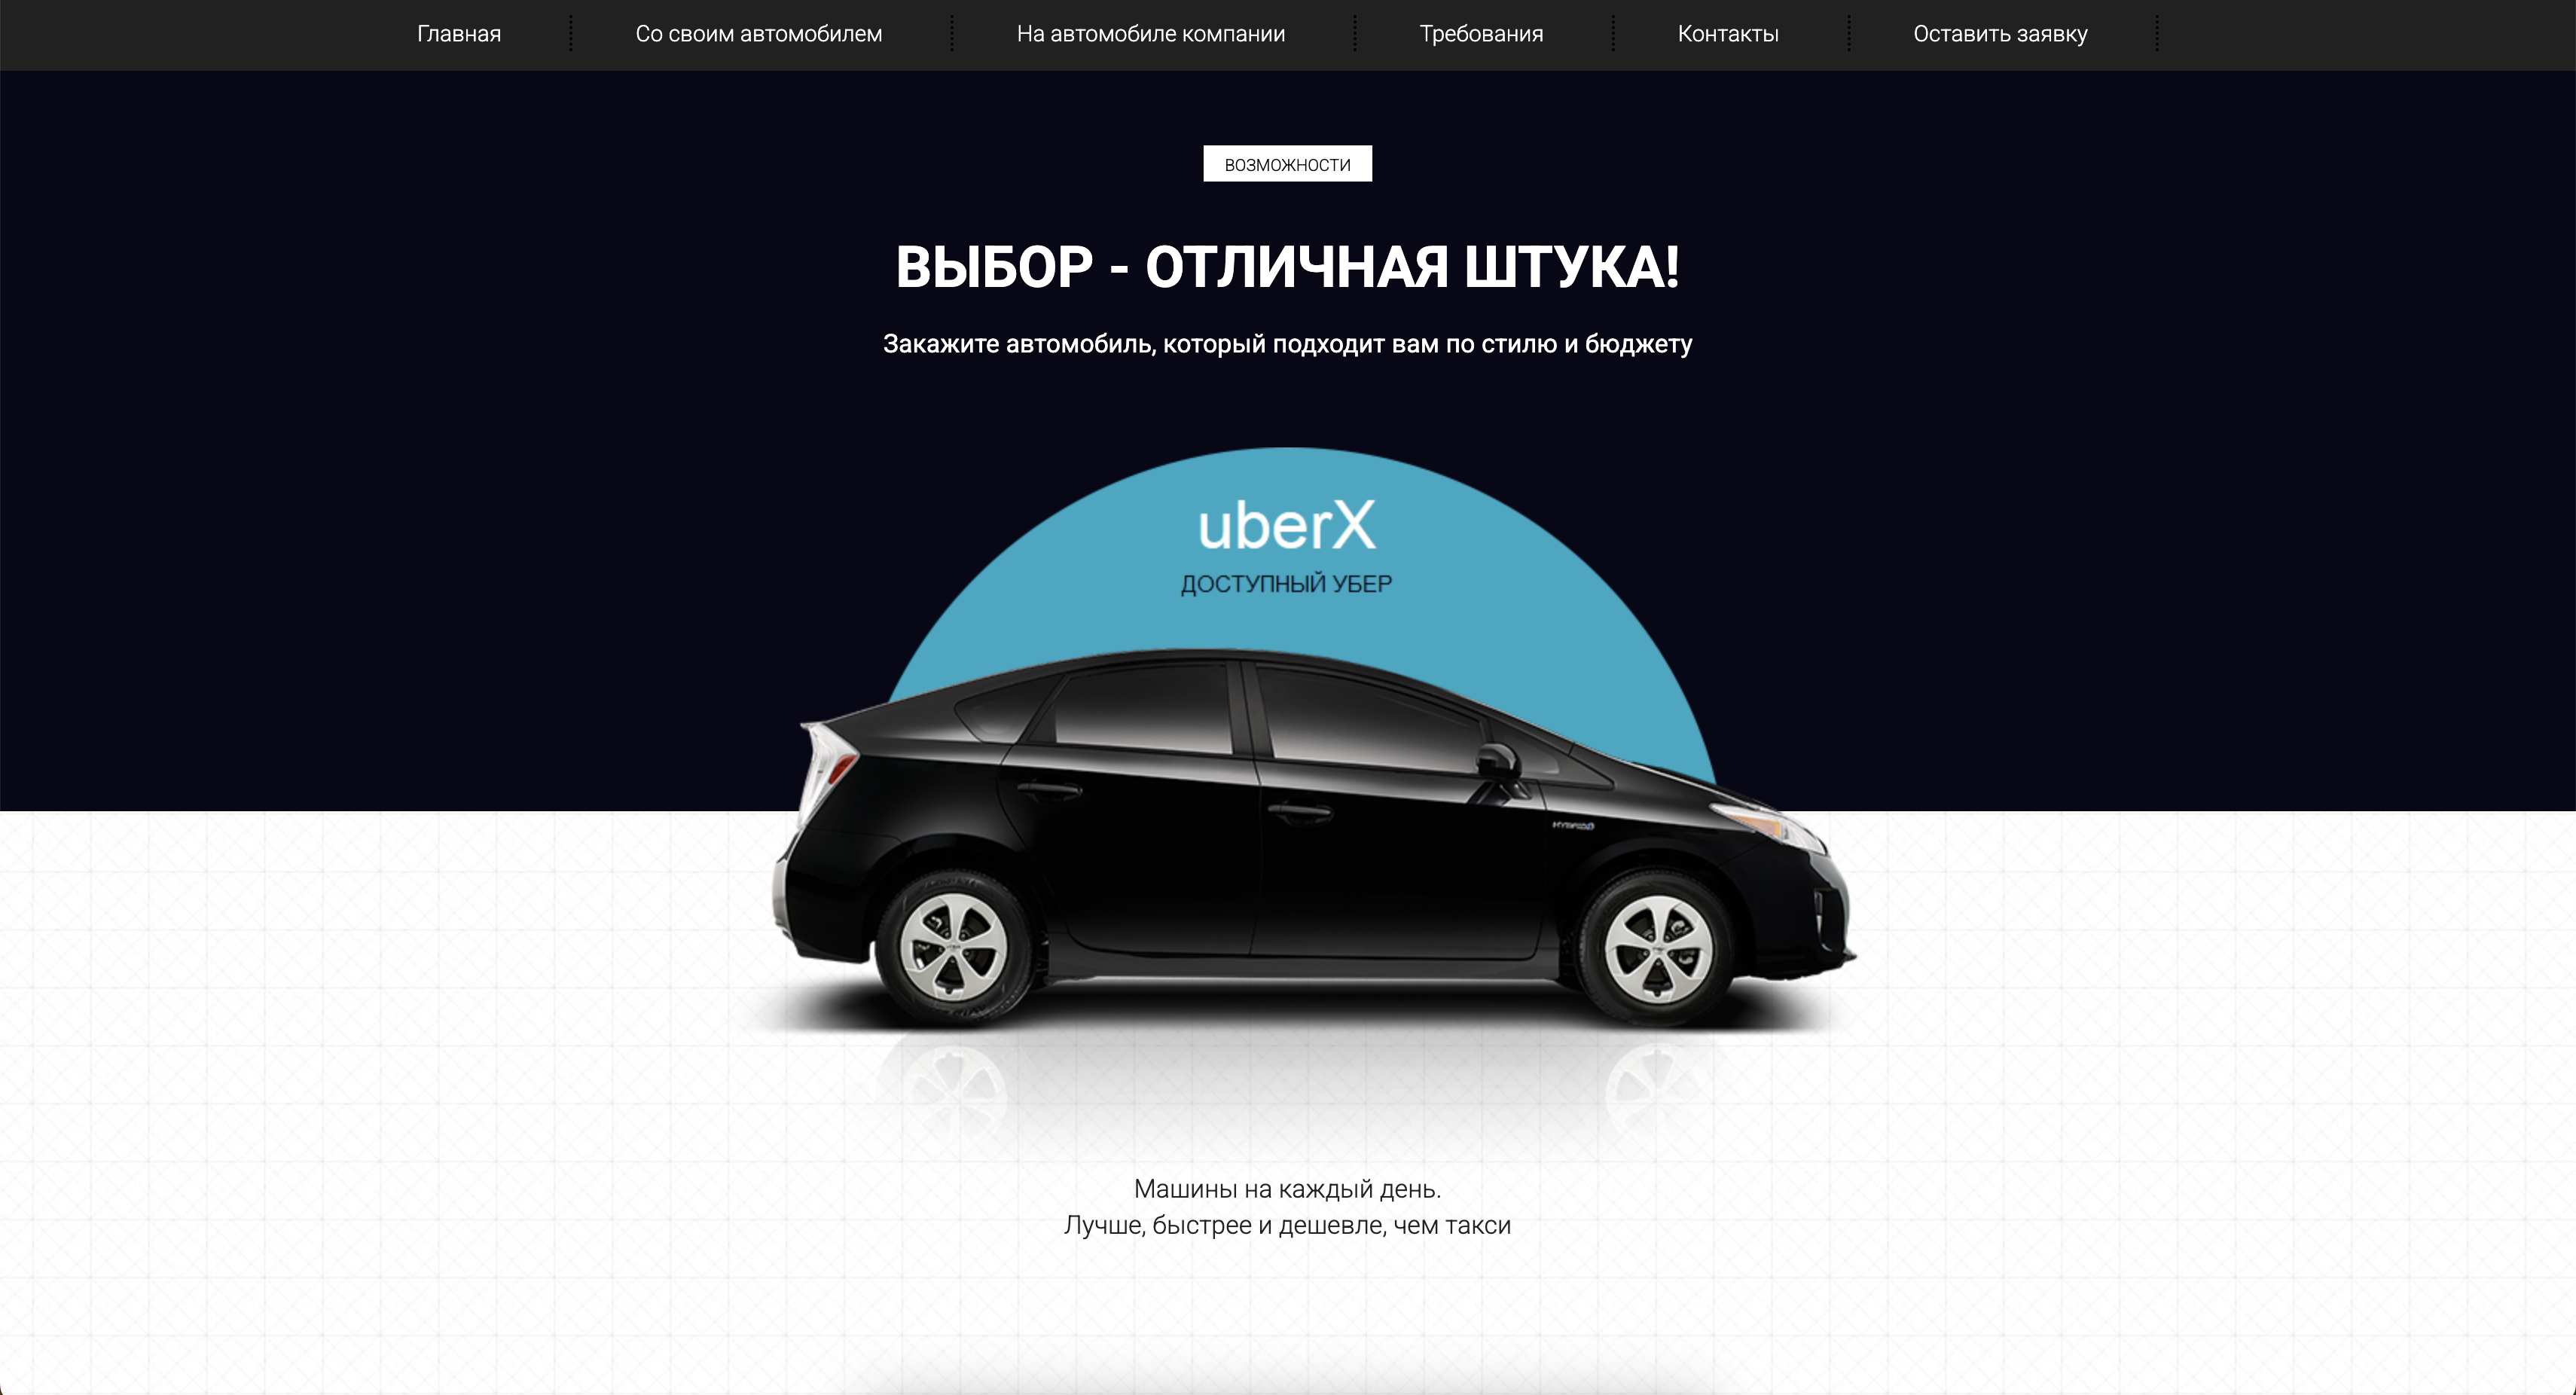 Главная
Со своим автомобилем
На автомобиле компании
Требования
Контакты
Оставить заявку
ВОЗМОЖНОСТИ
ВЫБОР - ОТЛИЧНАЯ ШТУКА!
Закажите автомобиль, который подходит вам по стилю и бюджету
uberX
ДОСТУПНЫЙ УБЕР
HYBRID
Машины на каждый день.
Лучше, быстрее и дешевле, чем такси